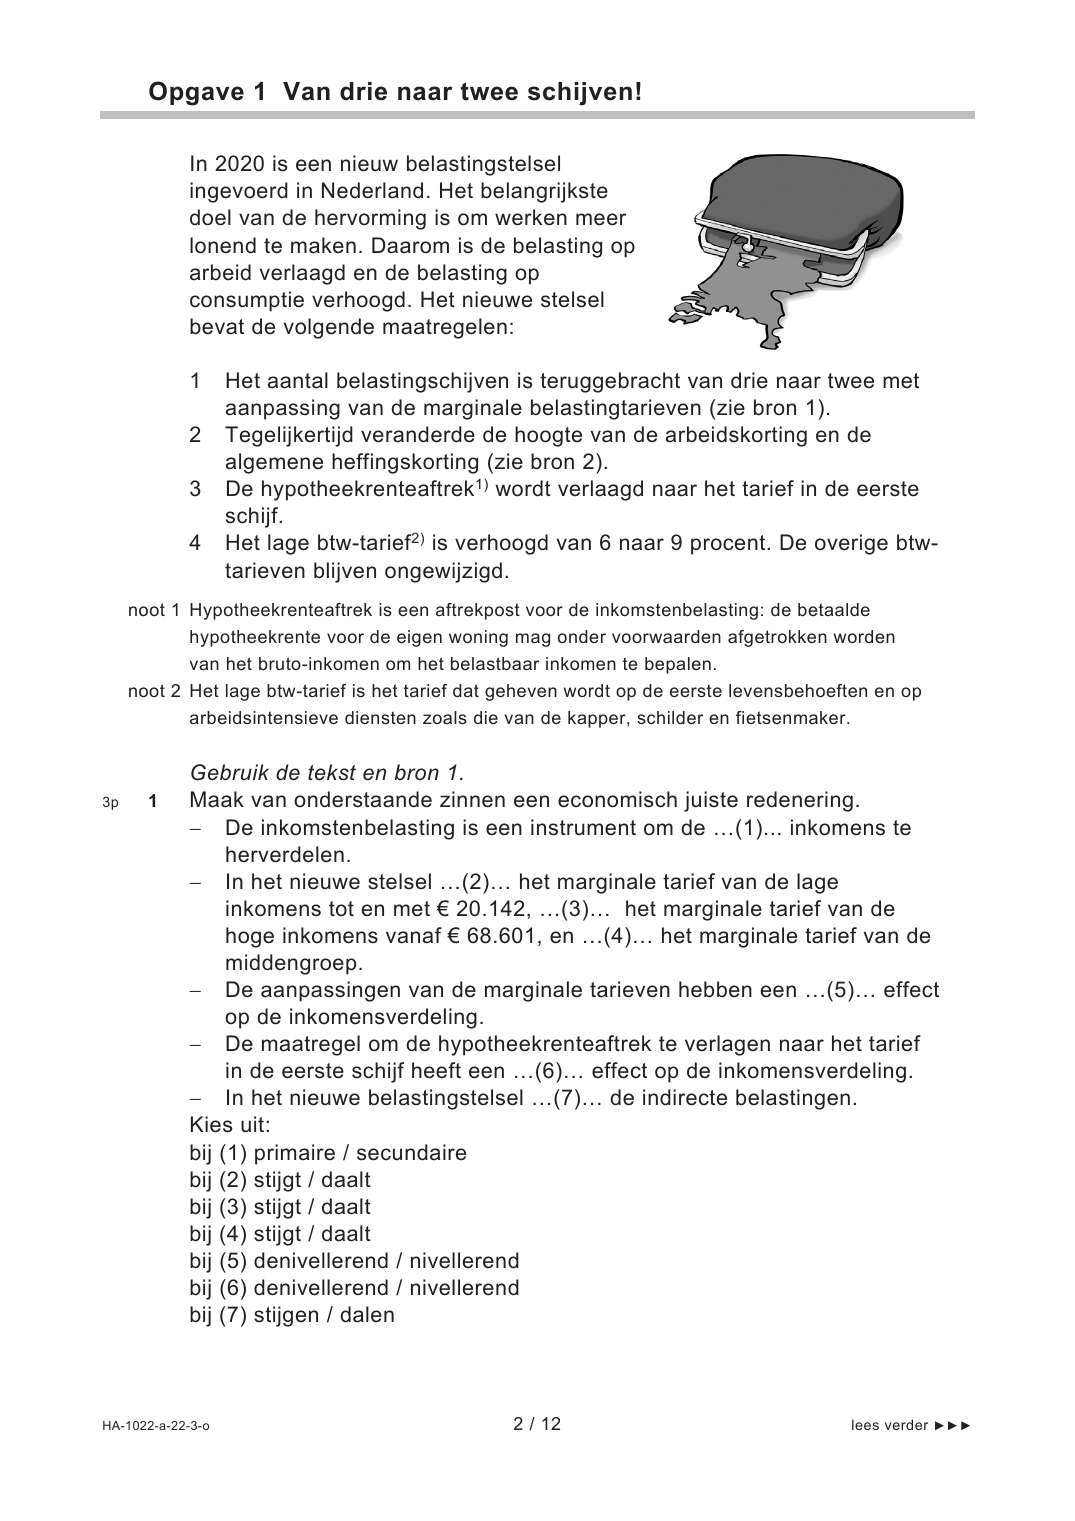 Opgave 1  Van drie naar twee schijven!
In 2020 is een nieuw belastingstelsel
ingevoerd in Nederland. Het belangrijkste
doel van de hervorming is om werken meer
lonend te maken. Daarom is de belasting op
arbeid verlaagd en de belasting op
consumptie verhoogd. Het nieuwe stelsel
bevat de volgende maatregelen:
1 Het aantal belastingschijven is teruggebracht van drie naar twee met
aanpassing van de marginale belastingtarieven (zie bron 1).
2 Tegelijkertijd veranderde de hoogte van de arbeidskorting en de
algemene heffingskorting (zie bron 2).
3 De hypotheekrenteaftrek1) wordt verlaagd naar het tarief in de eerste
schijf.
4 Het lage btw-tarief2) is verhoogd van 6 naar 9 procent. De overige btw-
tarieven blijven ongewijzigd.
noot 1 Hypotheekrenteaftrek is een aftrekpost voor de inkomstenbelasting: de betaalde
hypotheekrente voor de eigen woning mag onder voorwaarden afgetrokken worden
van het bruto-inkomen om het belastbaar inkomen te bepalen.
noot 2 Het lage btw-tarief is het tarief dat geheven wordt op de eerste levensbehoeften en op
arbeidsintensieve diensten zoals die van de kapper, schilder en fietsenmaker.
Gebruik de tekst en bron 1.
3p 1 Maak van onderstaande zinnen een economisch juiste redenering.
– De inkomstenbelasting is een instrument om de …(1)... inkomens te
herverdelen.
– In het nieuwe stelsel …(2)… het marginale tarief van de lage
inkomens tot en met € 20.142, …(3)…  het marginale tarief van de
hoge inkomens vanaf € 68.601, en …(4)… het marginale tarief van de
middengroep.
– De aanpassingen van de marginale tarieven hebben een …(5)… effect
op de inkomensverdeling.
– De maatregel om de hypotheekrenteaftrek te verlagen naar het tarief
in de eerste schijf heeft een …(6)… effect op de inkomensverdeling.
– In het nieuwe belastingstelsel …(7)… de indirecte belastingen.
Kies uit:
bij (1) primaire / secundaire
bij (2) stijgt / daalt
bij (3) stijgt / daalt
bij (4) stijgt / daalt
bij (5) denivellerend / nivellerend
bij (6) denivellerend / nivellerend
bij (7) stijgen / dalen
HA-1022-a-22-3-o 2 / 12 lees verder ►►►